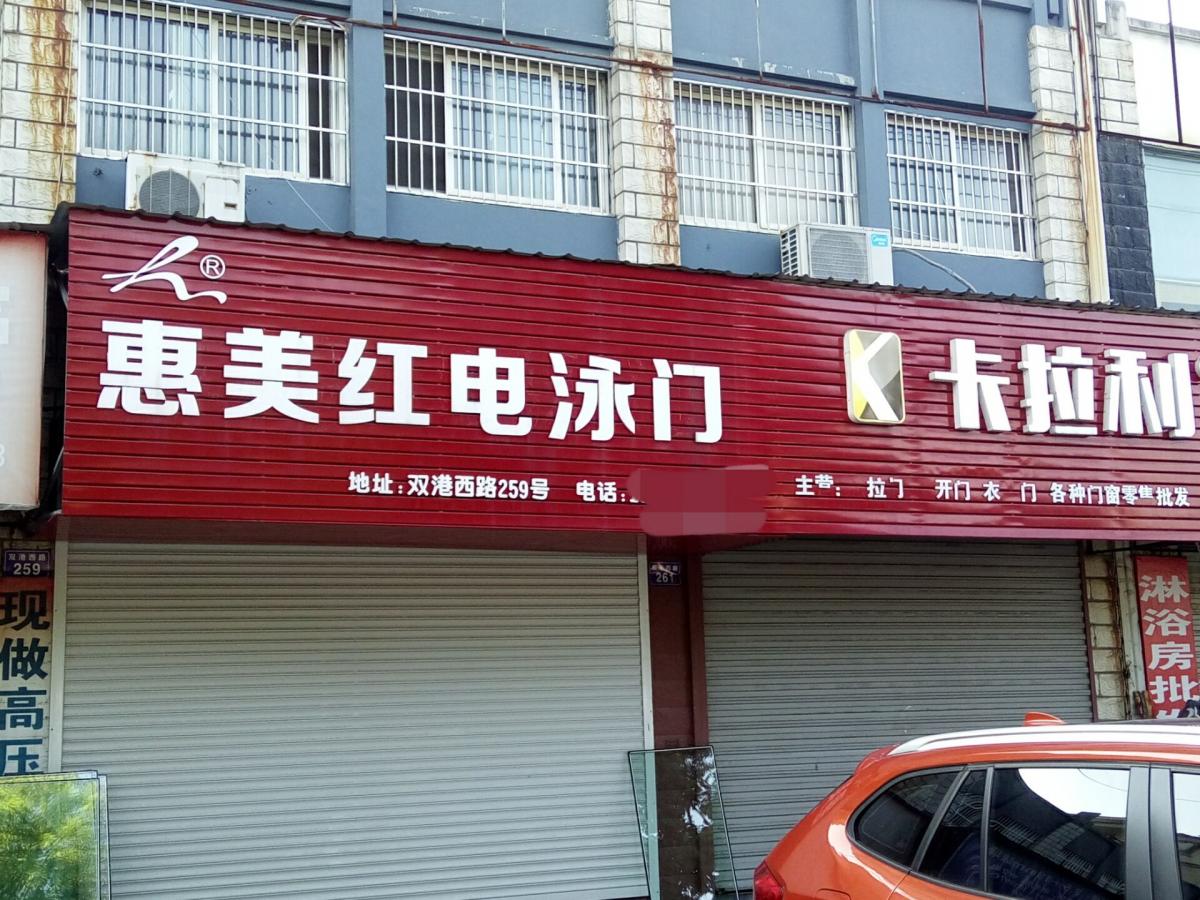 ®
惠美红电泳门
K 卡拉利
地址:双港西路259号 电话:
主营: 拉门 开门 衣 门 各种门窗零售批发
双港西路
259
261
现做高压
淋浴房批